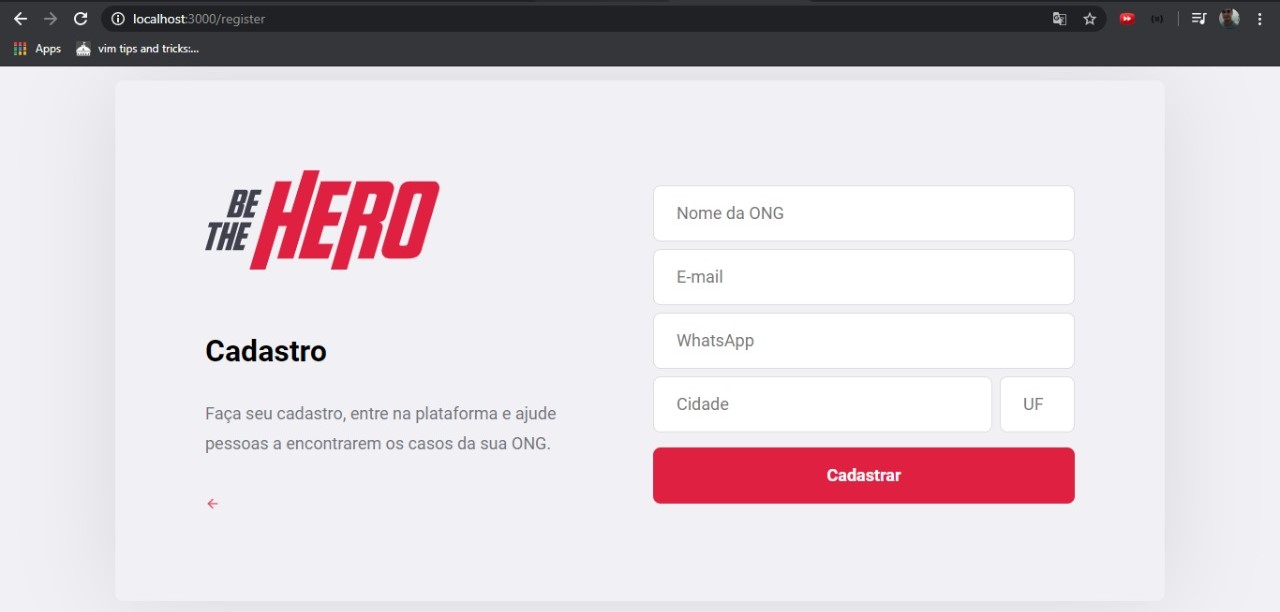 localhost:3000/register
Apps
vim tips and tricks:...
BE
THE
HERO
Cadastro
Faça seu cadastro, entre na plataforma e ajude
pessoas a encontrarem os casos da sua ONG.
Nome da ONG
E-mail
WhatsApp
Cidade
UF
Cadastrar